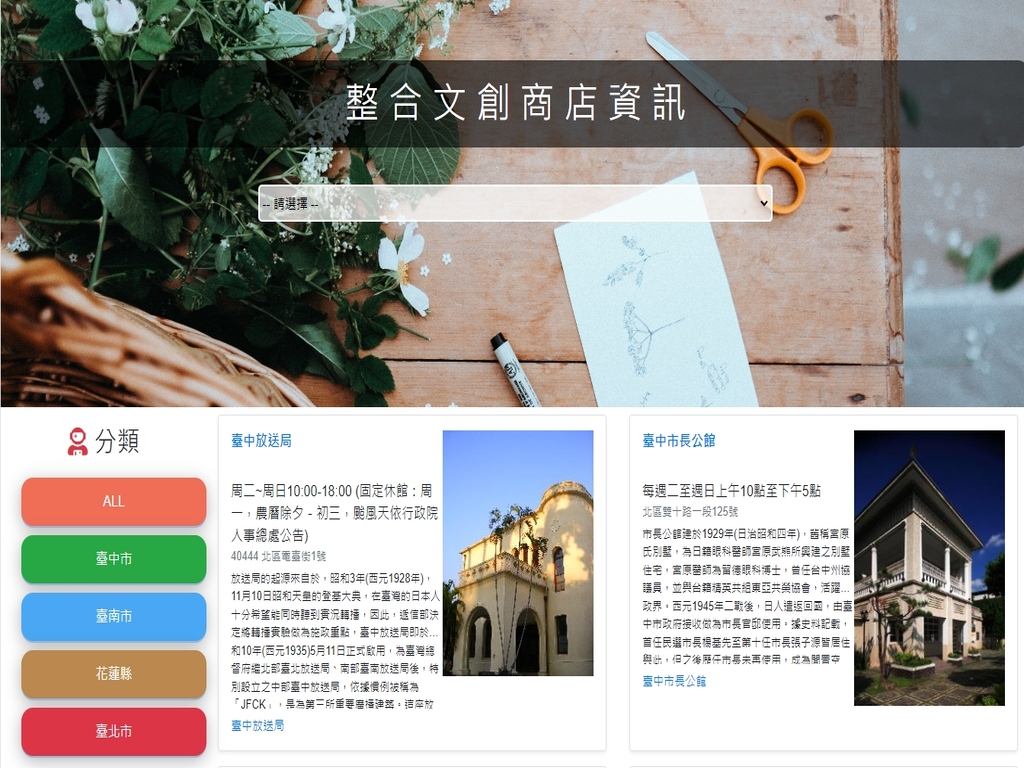 整合文創商店資訊
-- 請選擇 --
分類
ALL
臺中市
臺南市
花蓮縣
臺北市
臺中放送局
周二~周日10:00-18:00 (固定休館：周
一，農曆除夕 - 初三，颱風天依行政院
人事總處公告)
40444 北區電臺街1號
放送局的起源來自於，昭和3年(西元1928年)，
11月10日昭和天皇的登基大典，在臺灣的日本人
十分希望能同時聽到實況轉播，因此，遞信部決
定將轉播實驗做為施政重點，臺中放送局即於...
和10年(西元1935)5月11日正式啟用，為臺灣總
督府繼北部臺北放送局、南部臺南放送局後，特
別設立之中部臺中放送局，依據慣例被稱為
「JFCK」，是為第三所重要廣播建築。這座放
臺中放送局
臺中市長公館
每週二至週日上午10點至下午5點
北區雙十路一段125號
市長公館建於1929年(日治昭和四年)，舊稱宮原
氏別墅，為日籍眼科醫師宮原武熊所興建之別墅
住宅，宮原醫師為留德眼科博士，曾任台中州協
議員，並與台籍精英共組東亞共榮協會，活躍...
政界。西元1945年二戰後，日人遣返回國，由臺
中市政府接收做為市長官邸使用。據史料記載，
首任民選市長楊基先至第十任市長張子源皆居住
與此，但之後歷任市長未再使用，成為閒置空
臺中市長公館